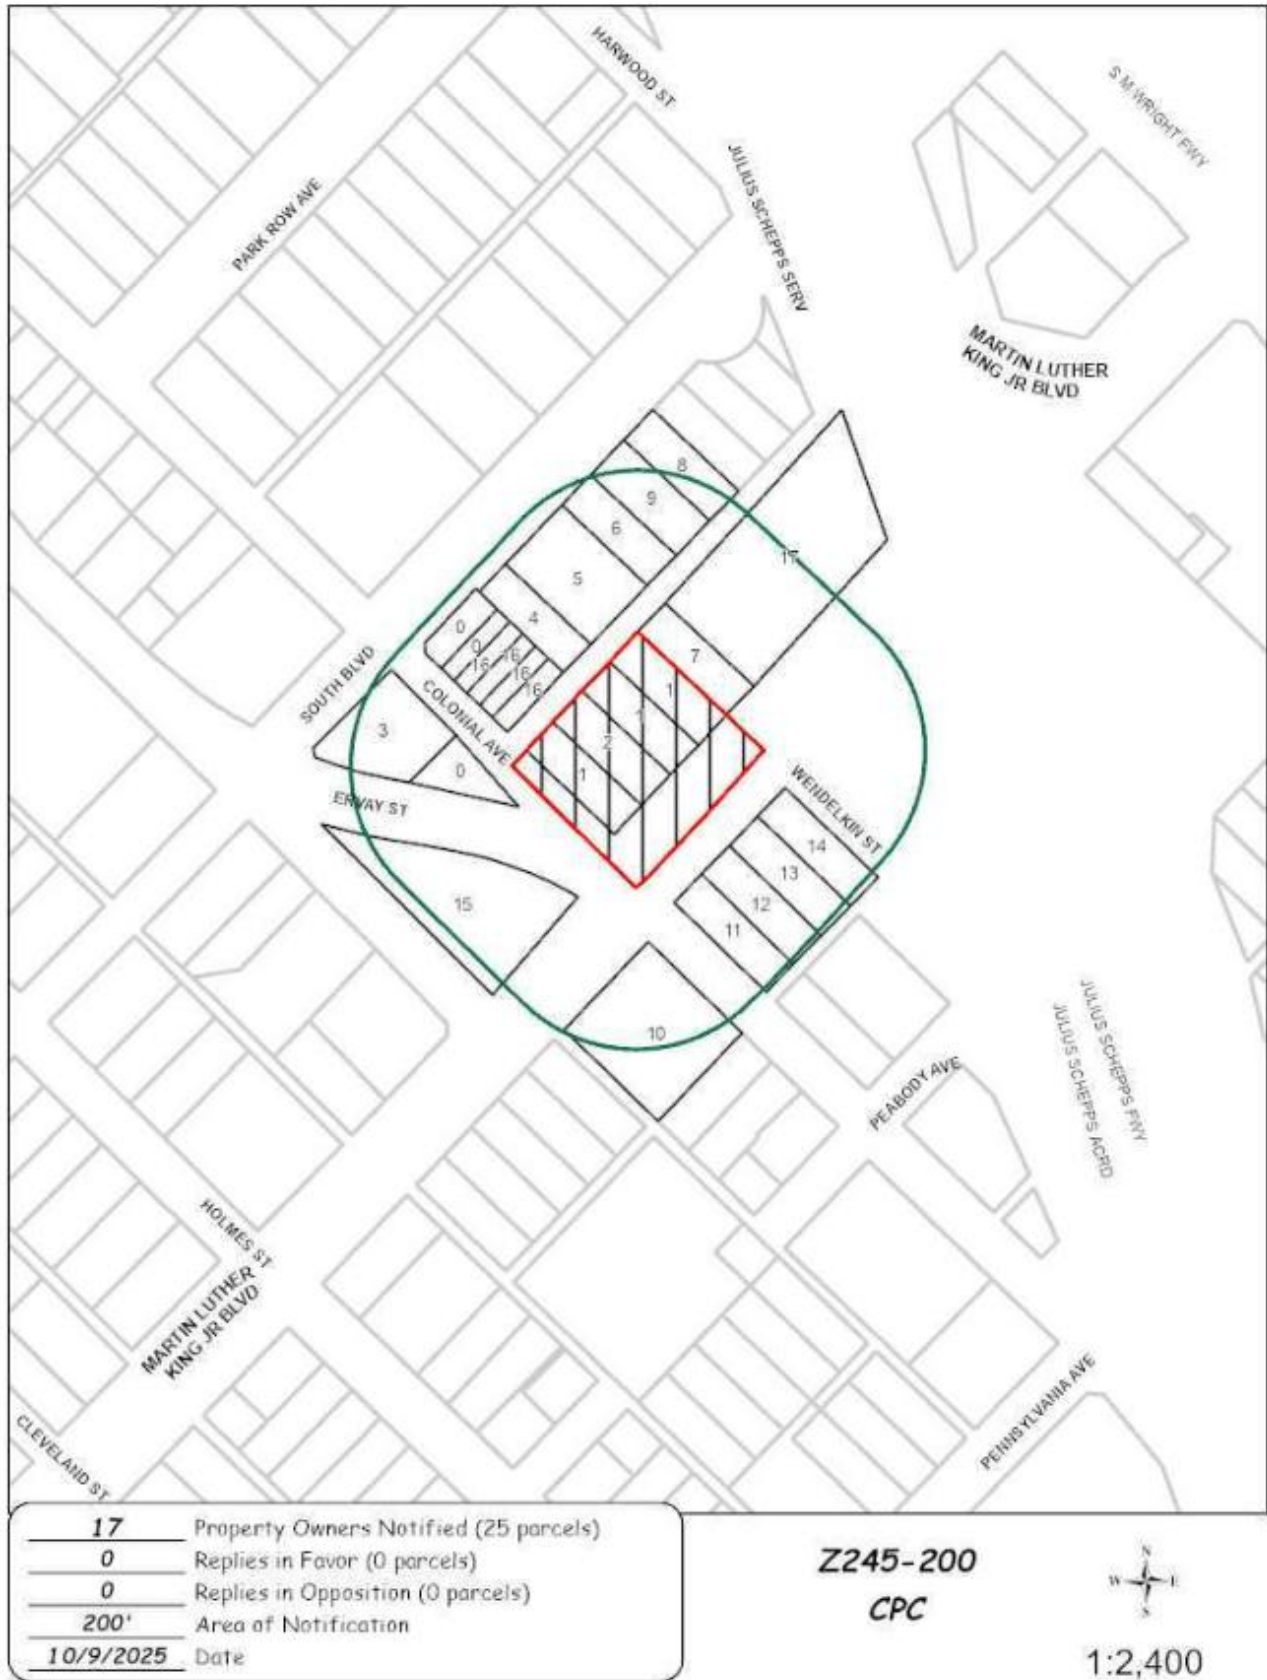 HARWOOD ST
S M WRIGHT FWY
JULIUS SCHEPPS SERV
PARK ROW AVE
MARTIN LUTHER
KING JR BLVD
8
9
6
17
5
4
0
0
16
16
16
16
7
SOUTH BLVD
COLONIAL AVE
1
1
2
1
3
0
ERVAY ST
WENDELKIN ST
14
13
12
11
15
10
JULIUS SCHEPPS FWY
JULIUS SCHEPPS ACRD
PEABODY AVE
HOLMES ST
MARTIN LUTHER
KING JR BLVD
PENNSYLVANIA AVE
CLEVELAND ST
17 Property Owners Notified (25 parcels)
0 Replies in Favor (0 parcels)
0 Replies in Opposition (0 parcels)
200' Area of Notification
10/9/2025 Date
Z245-200
CPC
N
W E
S
1:2,400